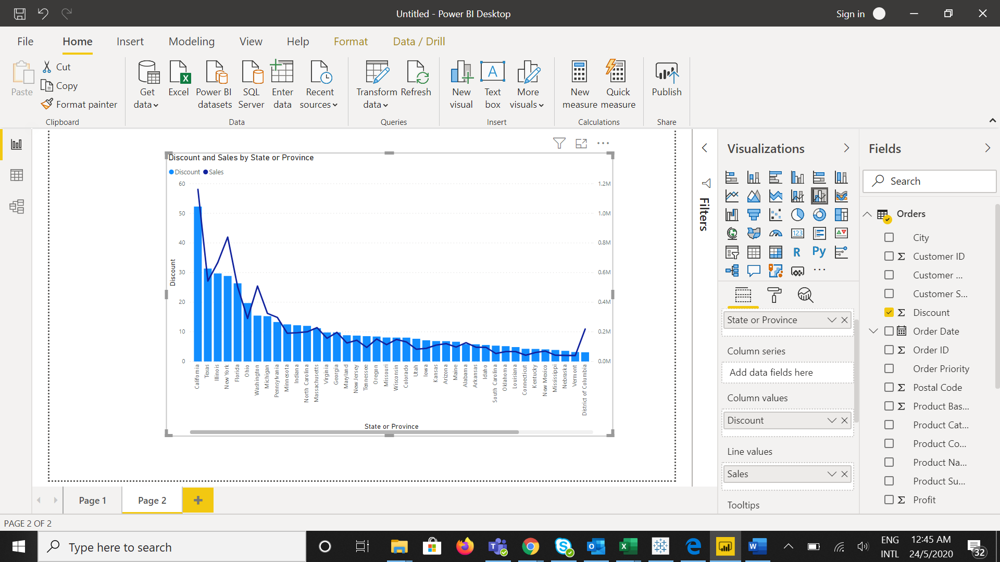 Untitled - Power BI Desktop
Sign in
File Home Insert Modeling View Help Format Data / Drill
Paste
Cut
Copy
Format painter
Clipboard
Get data
Excel
Power BI datasets
SQL Server
Enter data
Recent sources
Data
Transform data
Refresh
Queries
New visual
Text box
More visuals
Insert
New measure
Quick measure
Calculations
Publish
Share
Discount and Sales by State or Province
Discount Sales
60
50
40
30
20
10
0
Discount
1.2M
1.0M
0.8M
0.6M
0.4M
0.2M
0.0M
California
Texas
Illinois
New York
Florida
Ohio
Washington
Michigan
Pennsylvania
Minnesota
Indiana
North Carolina
Massachusetts
Virginia
Georgia
Maryland
New Jersey
Tennessee
Oregon
Missouri
Wisconsin
Colorado
Utah
Iowa
Kansas
Arizona
Maine
Alabama
Arkansas
Idaho
South Carolina
Oklahoma
Louisiana
Connecticut
Kentucky
New Mexico
Mississippi
Nebraska
Vermont
District of Columbia
State or Province
Filters
Visualizations
123
R
Py
State or Province
Column series
Add data fields here
Column values
Discount
Line values
Sales
Tooltips
Fields
Search
Orders
City
Customer ID
Customer ...
Customer S...
Discount
Order Date
Order ID
Order Priority
Postal Code
Product Bas...
Product Cat...
Product Co...
Product Na...
Product Su...
Profit
Page 1
Page 2
PAGE 2 OF 2
Type here to search
ENG
INTL
12:45 AM
24/5/2020
32